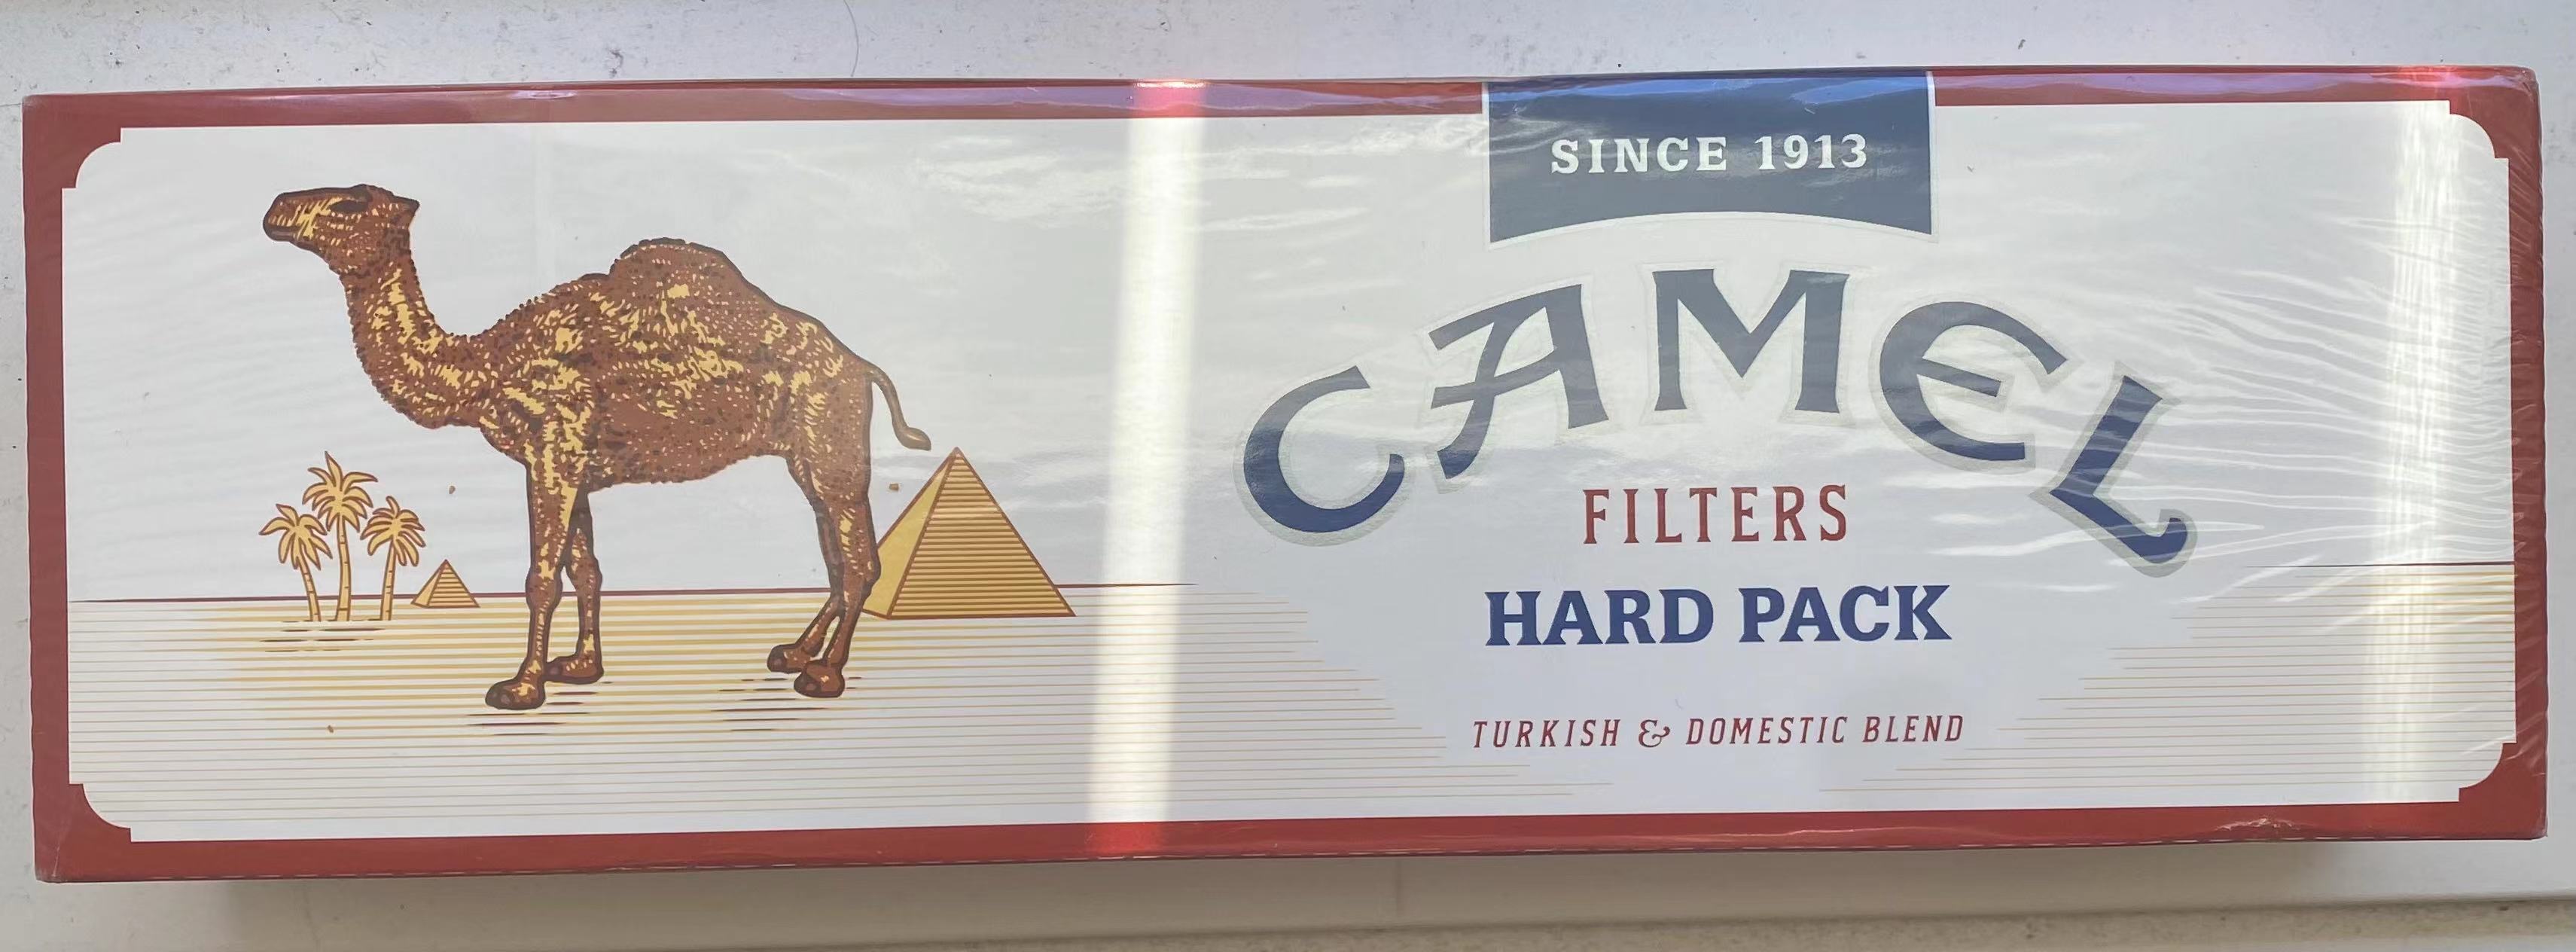 SINCE 1913
CAMEL
FILTERS
HARD PACK
TURKISH & DOMESTIC BLEND